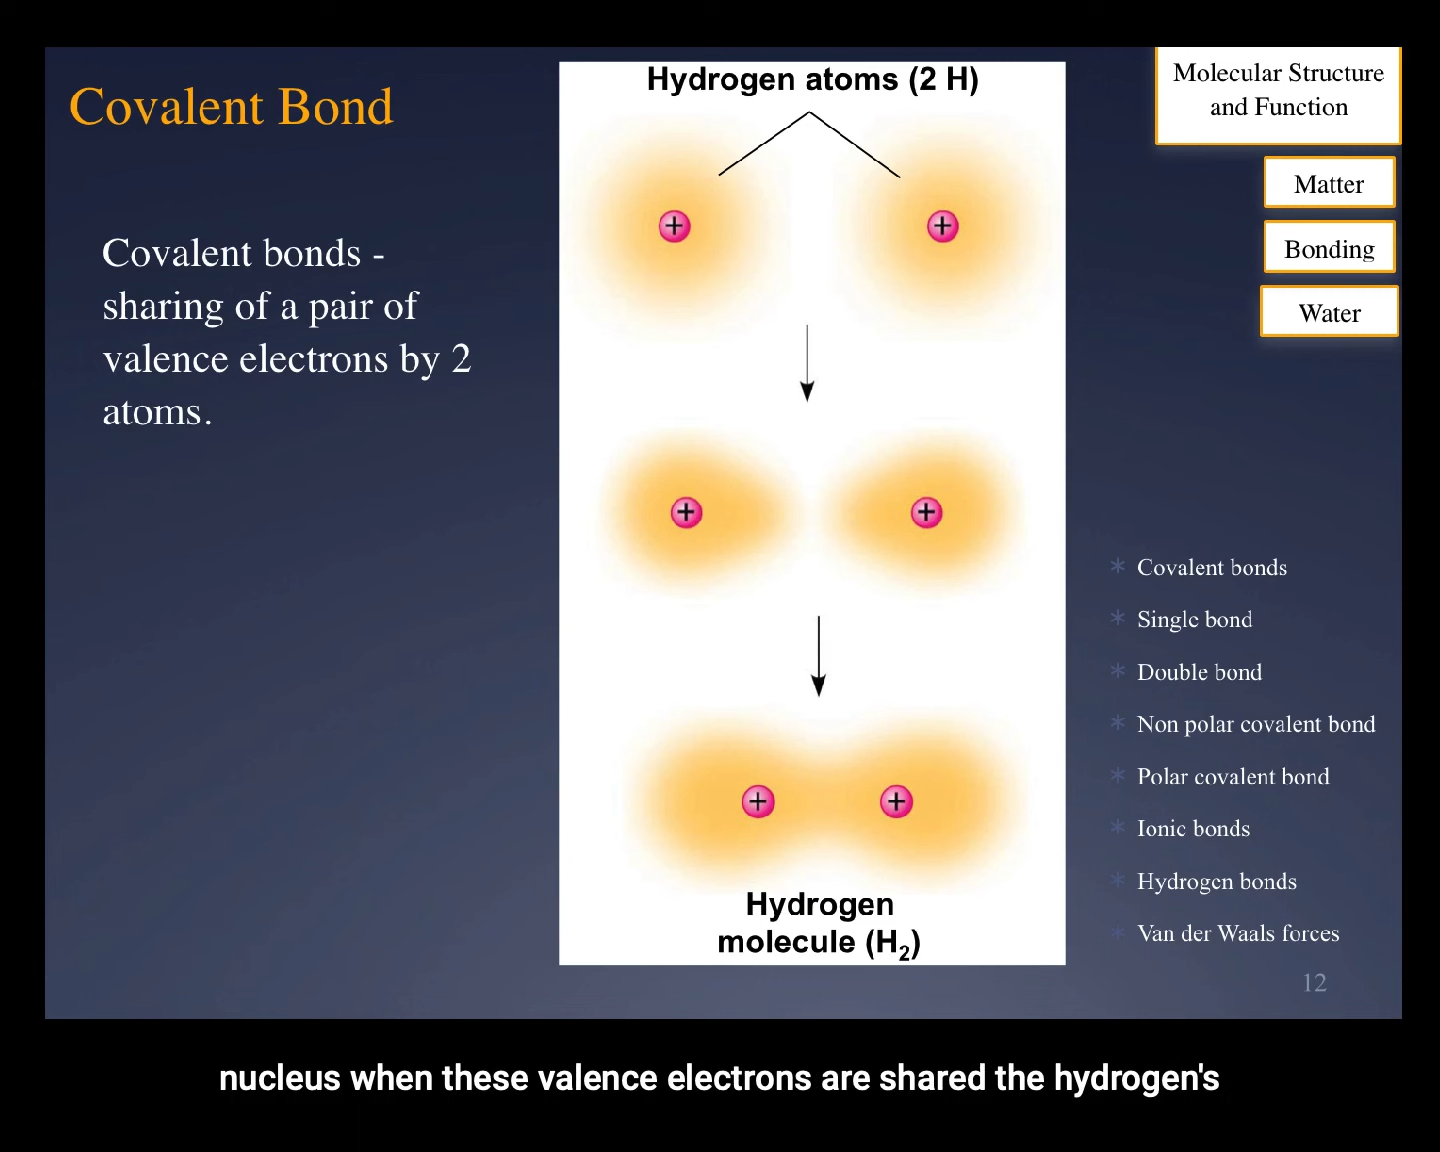 Covalent Bond
Covalent bonds -
sharing of a pair of
valence electrons by 2
atoms.
Hydrogen atoms (2 H)
+ +
+ +
+ +
Hydrogen
molecule (H₂)
Molecular Structure
and Function
Matter
Bonding
Water
* Covalent bonds
* Single bond
* Double bond
* Non polar covalent bond
* Polar covalent bond
* Ionic bonds
* Hydrogen bonds
* Van der Waals forces
12
nucleus when these valence electrons are shared the hydrogen's